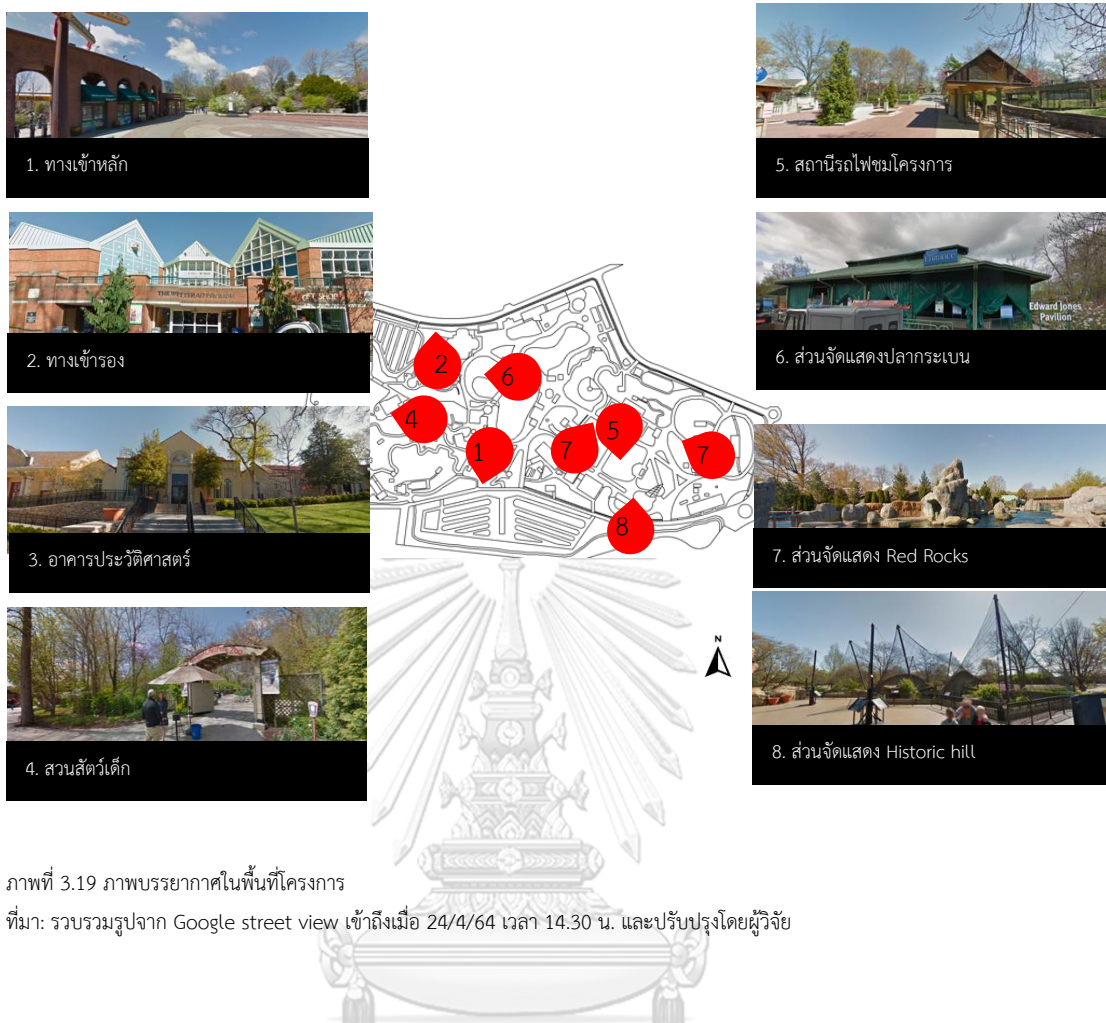 1. ทางเข้าหลัก
2. ทางเข้ารอง
3. อาคารประวัติศาสตร์
4. สวนสัตว์เด็ก
5. สถานีรถไฟชมโครงการ
Entrance
Edward Jones
Pavilion
6. ส่วนจัดแสดงปลากระเบน
7. ส่วนจัดแสดง Red Rocks
8. ส่วนจัดแสดง Historic hill
2
6
4
1
7
5
7
8
N
ภาพที่ 3.19 ภาพบรรยากาศในพื้นที่โครงการ
ที่มา: รวบรวมรูปจาก Google street view เข้าถึงเมื่อ 24/4/64 เวลา 14.30 น. และปรับปรุงโดยผู้วิจัย